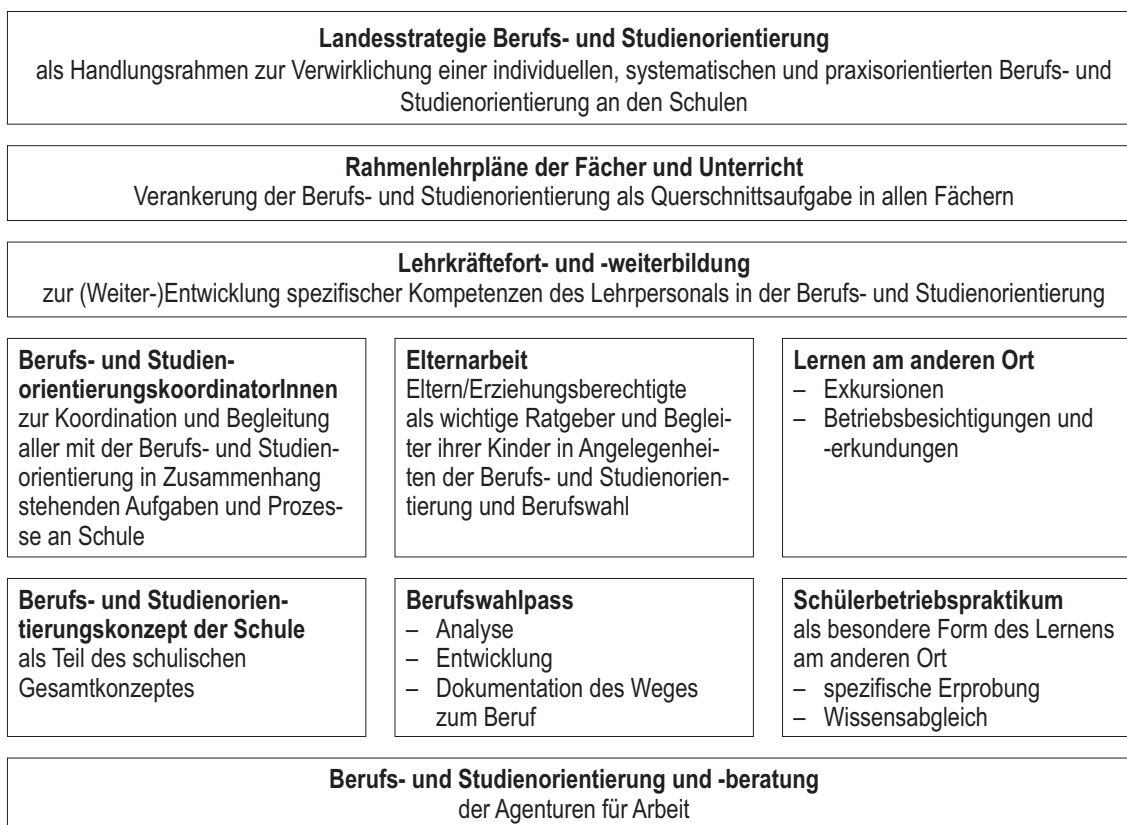 Landesstrategie Berufs- und Studienorientierung
als Handlungsrahmen zur Verwirklichung einer individuellen, systematischen und praxisorientierten Berufs- und
Studienorientierung an den Schulen
Rahmenlehrpläne der Fächer und Unterricht
Verankerung der Berufs- und Studienorientierung als Querschnittsaufgabe in allen Fächern
Lehrkräftefort- und -weiterbildung
zur (Weiter-)Entwicklung spezifischer Kompetenzen des Lehrpersonals in der Berufs- und Studienorientierung
Berufs- und Studien-
orientierungskoordinatorInnen
zur Koordination und Begleitung
aller mit der Berufs- und Studien-
orientierung in Zusammenhang
stehenden Aufgaben und Prozes-
se an Schule
Elternarbeit
Eltern/Erziehungsberechtigte
als wichtige Ratgeber und Beglei-
ter ihrer Kinder in Angelegenhei-
ten der Berufs- und Studienorien-
tierung und Berufswahl
Lernen am anderen Ort
– Exkursionen
– Betriebsbesichtigungen und
-erkundungen
Berufs- und Studienorien-
tierungskonzept der Schule
als Teil des schulischen
Gesamtkonzeptes
Berufswahlpass
– Analyse
– Entwicklung
– Dokumentation des Weges
zum Beruf
Schülerbetriebspraktikum
als besondere Form des Lernens
am anderen Ort
– spezifische Erprobung
– Wissensabgleich
Berufs- und Studienorientierung und -beratung
der Agenturen für Arbeit